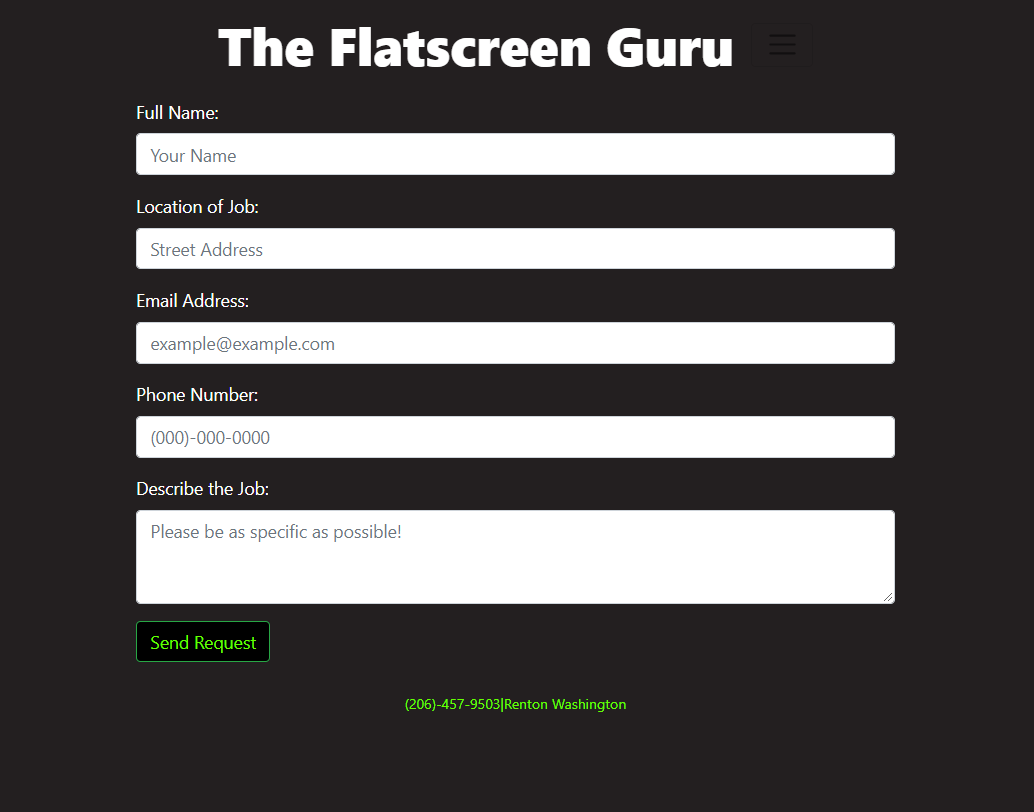 The Flatscreen Guru
Full Name:
Your Name
Location of Job:
Street Address
Email Address:
example@example.com
Phone Number:
(000)-000-0000
Describe the Job:
Please be as specific as possible!
Send Request
(206)-457-9503|Renton Washington